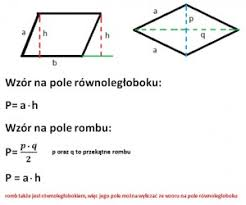 a h h b
a a p q a a
Wzór na pole równoległoboku
P= a·h
Wzór na pole rombu:
P= p·q/2 p oraz q to przekątne rombu
P= a·h
romb także jest równoległobokiem, więc jego pole można wyliczać ze wzoru na pole równoległoboku